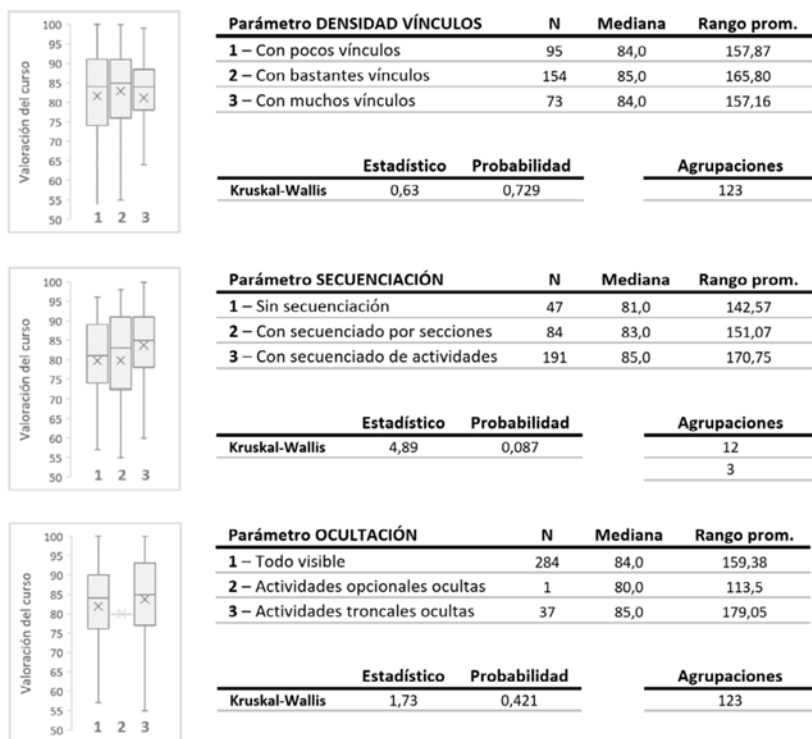 Valoración del curso
100
95
90
85
80
75
70
65
60
55
50
1 2 3
Parámetro DENSIDAD VÍNCULOS N Mediana Rango prom.
1 – Con pocos vínculos 95 84,0 157,87
2 – Con bastantes vínculos 154 85,0 165,80
3 – Con muchos vínculos 73 84,0 157,16
Estadístico Probabilidad Agrupaciones
Kruskal-Wallis 0,63 0,729 123
Valoración del curso
100
95
90
85
80
75
70
65
60
55
50
1 2 3
Parámetro SECUENCIACIÓN N Mediana Rango prom.
1 – Sin secuenciación 47 81,0 142,57
2 – Con secuenciado por secciones 84 83,0 151,07
3 – Con secuenciado de actividades 191 85,0 170,75
Estadístico Probabilidad Agrupaciones
Kruskal-Wallis 4,89 0,087 12
3
Valoración del curso
100
95
90
85
80
75
70
65
60
55
50
1 2 3
Parámetro OCULTACIÓN N Mediana Rango prom.
1 – Todo visible 284 84,0 159,38
2 – Actividades opcionales ocultas 1 80,0 113,5
3 – Actividades troncales ocultas 37 85,0 179,05
Estadístico Probabilidad Agrupaciones
Kruskal-Wallis 1,73 0,421 123